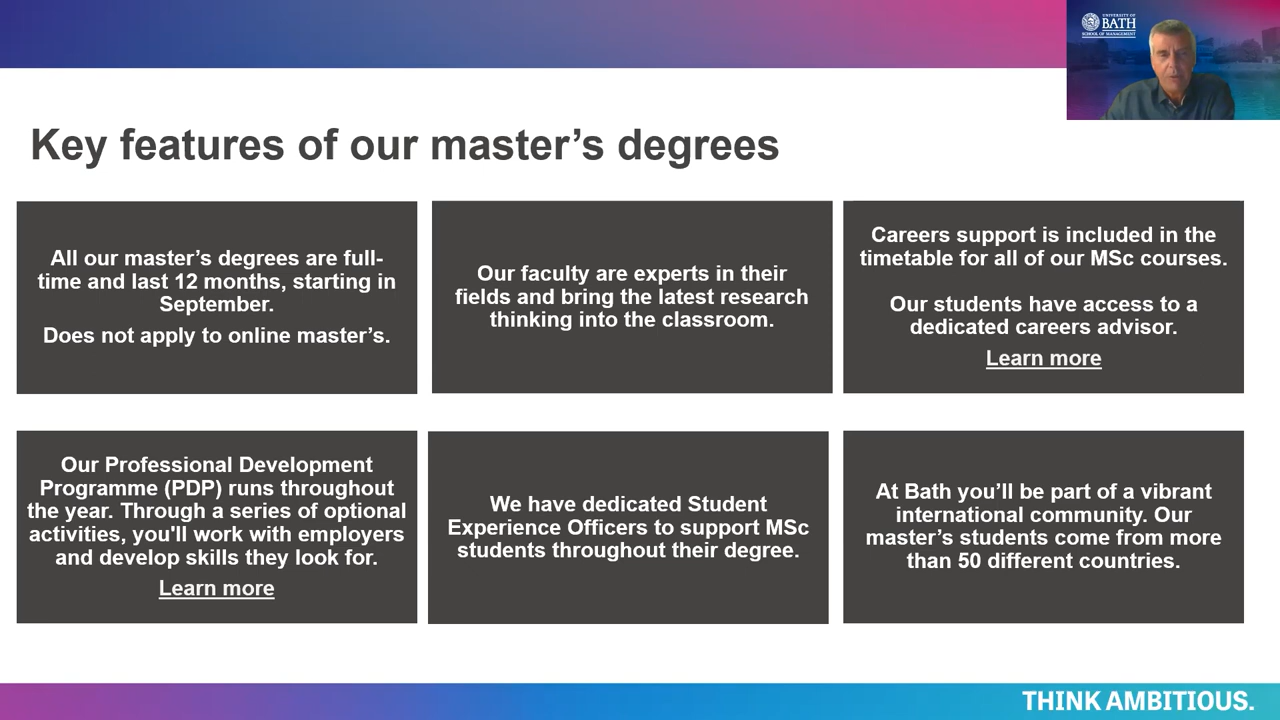 UNIVERSITY OF
BATH
SCHOOL OF MANAGEMENT
Key features of our master’s degrees
All our master’s degrees are full-
time and last 12 months, starting in
September.
Does not apply to online master’s.
Our faculty are experts in their
fields and bring the latest research
thinking into the classroom.
Careers support is included in the
timetable for all of our MSc courses.
Our students have access to a
dedicated careers advisor.
Learn more
Our Professional Development
Programme (PDP) runs throughout
the year. Through a series of optional
activities, you'll work with employers
and develop skills they look for.
Learn more
We have dedicated Student
Experience Officers to support MSc
students throughout their degree.
At Bath you’ll be part of a vibrant
international community. Our
master’s students come from more
than 50 different countries.
THINK AMBITIOUS.